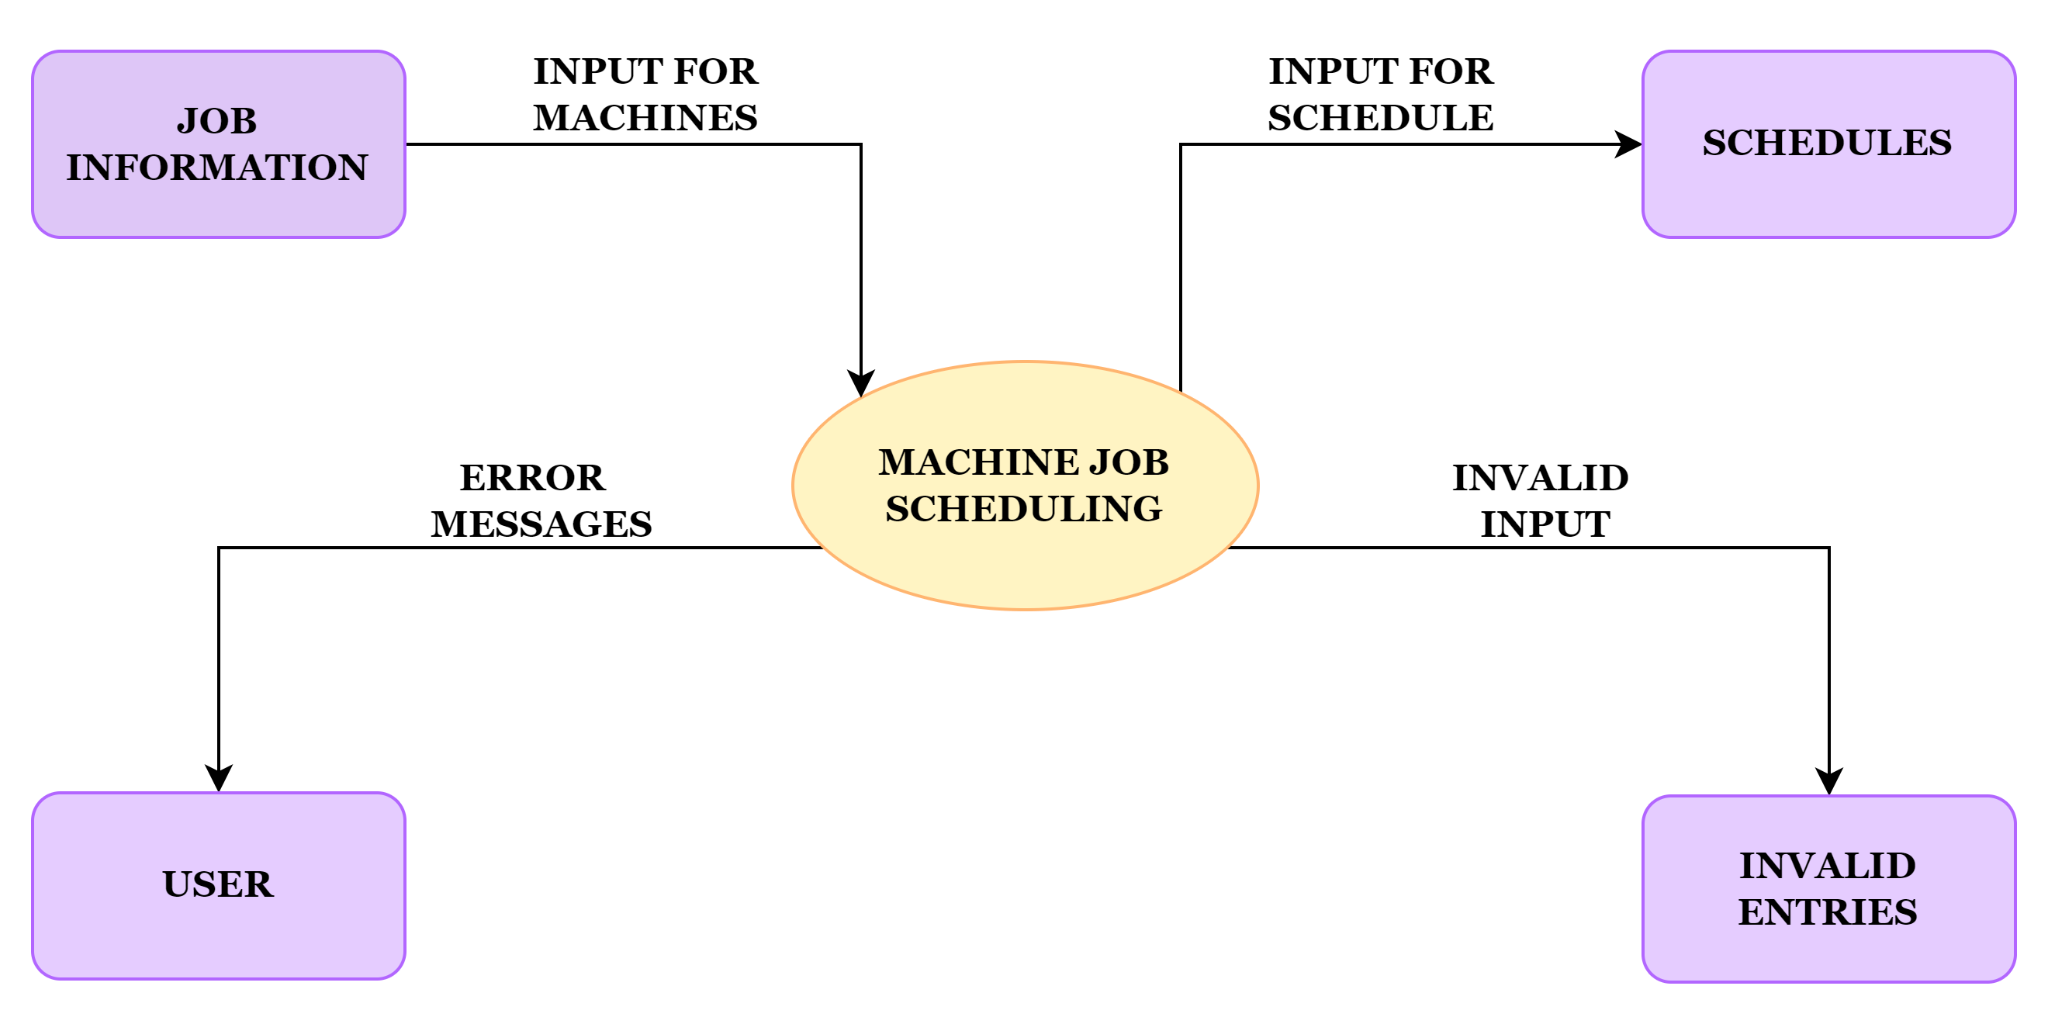 JOB
INFORMATION
INPUT FOR
MACHINES
INPUT FOR
SCHEDULE
SCHEDULES
MACHINE JOB
SCHEDULING
ERROR
MESSAGES
INVALID
INPUT
USER
INVALID
ENTRIES